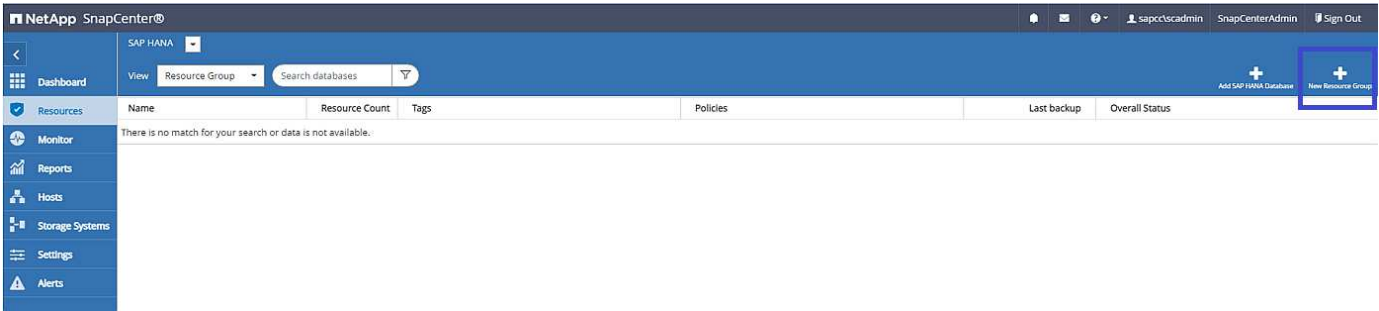 NetApp SnapCenter®
sapcc\scadmin SnapCenterAdmin Sign Out
SAP HANA
Dashboard
View Resource Group Search databases
Add SAP HANA Database New Resource Group
Resources
Name Resource Count Tags Policies Last backup Overall Status
There is no match for your search or data is not available.
Monitor
Reports
Hosts
Storage Systems
Settings
Alerts